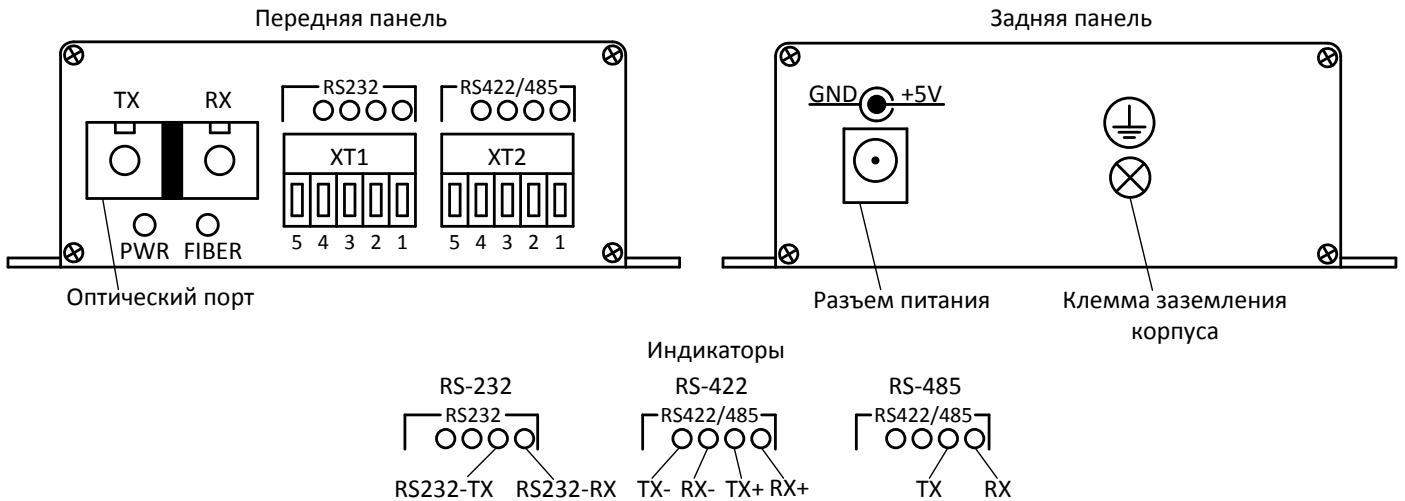 Передняя панель
TX RX
RS232
RS422/485
XT1
XT2
5 4 3 2 1
5 4 3 2 1
PWR FIBER
Оптический порт
Задняя панель
GND +5V
Разъем питания
Клемма заземления
корпуса
Индикаторы
RS-232
RS232
RS232-TX RS232-RX
RS-422
RS422/485
TX- RX- TX+ RX+
RS-485
RS422/485
TX RX